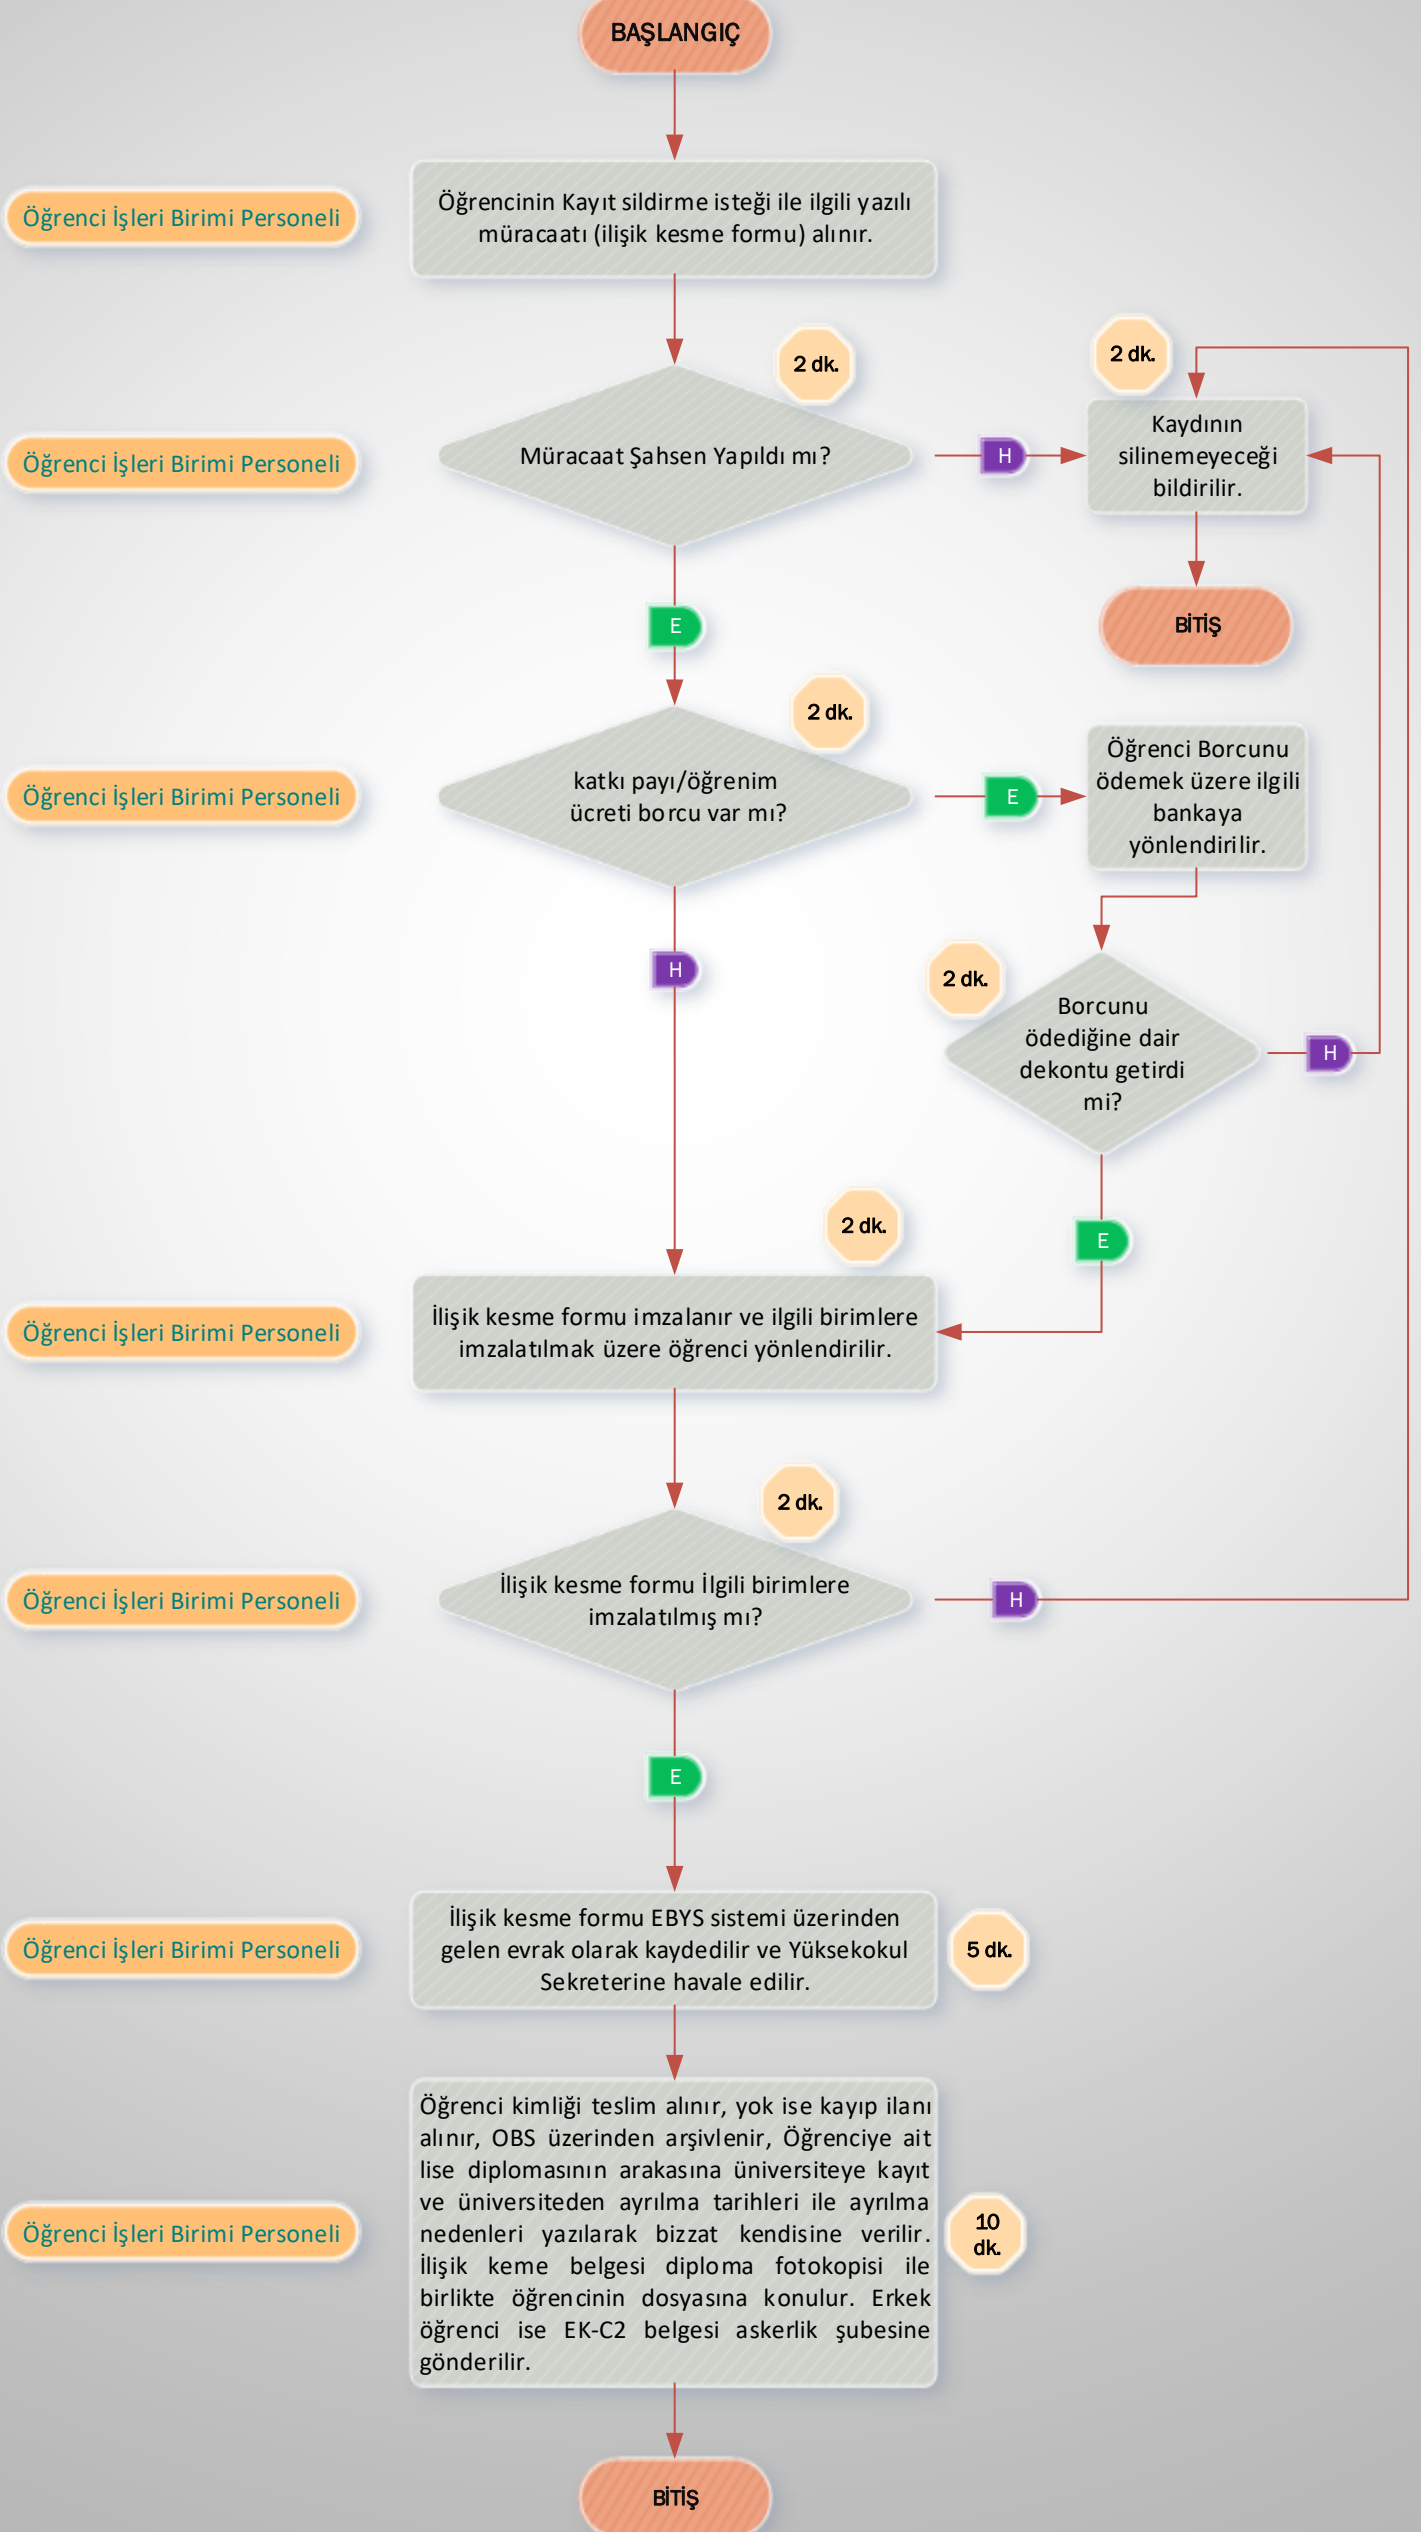 BAŞLANGIÇ
Öğrenci İşleri Birimi Personeli
Öğrencinin Kayıt sildirme isteği ile ilgili yazılı
müracaatı (ilişik kesme formu) alınır.
2 dk.
2 dk.
Öğrenci İşleri Birimi Personeli
Müracaat Şahsen Yapıldı mı?
H
Kaydının
silinemeyeceği
bildirilir.
E
BİTİŞ
2 dk.
Öğrenci İşleri Birimi Personeli
katkı payı/öğrenim
ücreti borcu var mı?
E
Öğrenci Borcunu
ödemek üzere ilgili
bankaya
yönlendirilir.
H
2 dk.
Borcunu
ödediğine dair
dekontu getirdi
mi?
H
E
2 dk.
Öğrenci İşleri Birimi Personeli
İlişik kesme formu imzalanır ve ilgili birimlere
imzalatılmak üzere öğrenci yönlendirilir.
2 dk.
Öğrenci İşleri Birimi Personeli
İlişik kesme formu İlgili birimlere
imzalatılmış mı?
H
E
Öğrenci İşleri Birimi Personeli
İlişik kesme formu EBYS sistemi üzerinden
gelen evrak olarak kaydedilir ve Yüksekokul
Sekreterine havale edilir.
5 dk.
Öğrenci İşleri Birimi Personeli
Öğrenci kimliği teslim alınır, yok ise kayıp ilanı
alınır, OBS üzerinden arşivlenir, Öğrenciye ait
lise diplomasının arakasına üniversiteye kayıt
ve üniversiteden ayrılma tarihleri ile ayrılma
nedenleri yazılarak bizzat kendisine verilir.
İlişik keme belgesi diploma fotokopisi ile
birlikte öğrencinin dosyasına konulur. Erkek
öğrenci ise EK-C2 belgesi askerlik şubesine
gönderilir.
10
dk.
BİTİŞ